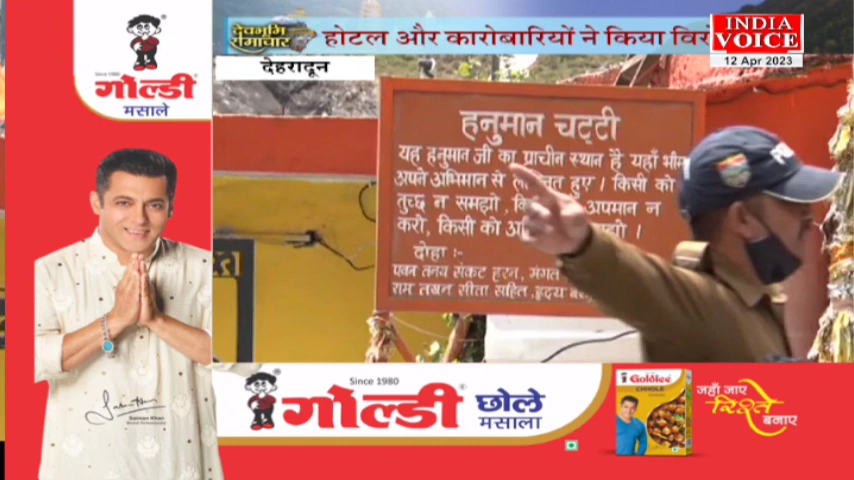 देवभूमि
समाचार
होटल और कारोबारियों ने किया विर
INDIA
VOICE
12 Apr 2023
देहरादून
Since 1980
गोल्डी
मसाले
हनुमान चट्टी
यह हनुमान जी का प्राचीन स्थान है यहाँ भीम
अपने अभिमान से हुए । किसी को
तुच्छ न समझो, अपमान न
करो, किसी को
दोहा :-
पवन तनय संकट हरन, मंगल
राम लखन सीता सहित, हृदय
Salman Khan
Since 1980
गोल्डी
छोले
मसाला
Goldiee
CHHOLE
जहाँ जाए
रिश्ते
बनाए